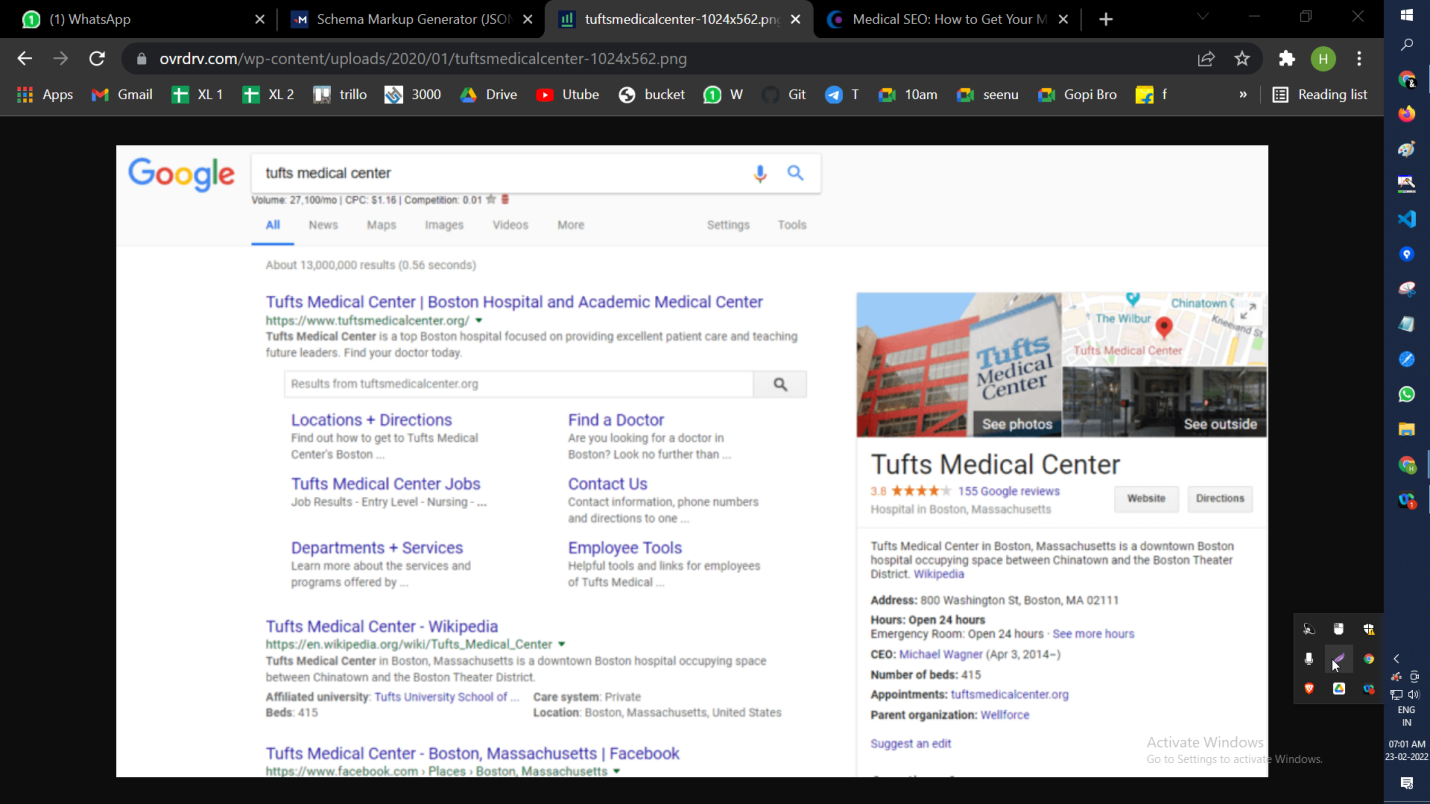 (1) WhatsApp
Schema Markup Generator (JSON
tuftsmedicalcenter-1024x562.png
Medical SEO: How to Get Your M
ovrdrv.com/wp-content/uploads/2020/01/tuftsmedicalcenter-1024x562.png
H
Apps Gmail XL 1 XL 2 trillo 3000 Drive Utube bucket W Git T 10am seenu Gopi Bro f » Reading list
Google
tufts medical center
Volume: 27,100/mo | CPC: $1.16 | Competition: 0.01
All News Maps Images Videos More Settings Tools
About 13,000,000 results (0.56 seconds)
Tufts Medical Center | Boston Hospital and Academic Medical Center
https://www.tuftsmedicalcenter.org/
Tufts Medical Center is a top Boston hospital focused on providing excellent patient care and teaching
future leaders. Find your doctor today.
Results from tuftsmedicalcenter.org
Locations + Directions
Find out how to get to Tufts Medical
Center's Boston ...
Find a Doctor
Are you looking for a doctor in
Boston? Look no further than ...
Tufts Medical Center Jobs
Job Results - Entry Level - Nursing - ...
Contact Us
Contact information, phone numbers
and directions to one ...
Departments + Services
Learn more about the services and
programs offered by ...
Employee Tools
Helpful tools and links for employees
of Tufts Medical ...
Tufts Medical Center - Wikipedia
https://en.wikipedia.org/wiki/Tufts_Medical_Center
Tufts Medical Center in Boston, Massachusetts is a downtown Boston hospital occupying space
between Chinatown and the Boston Theater District.
Affiliated university: Tufts University School of ... Care system: Private
Beds: 415 Location: Boston, Massachusetts, United States
Tufts Medical Center - Boston, Massachusetts | Facebook
https://www.facebook.com › Places › Boston, Massachusetts
Tufts
Medical
Center
See photos
Chinatown
The Wilbur
Kneeland St
Tufts Medical Center
See outside
Tufts Medical Center
3.8 155 Google reviews
Hospital in Boston, Massachusetts
Website Directions
Tufts Medical Center in Boston, Massachusetts is a downtown Boston
hospital occupying space between Chinatown and the Boston Theater
District. Wikipedia
Address: 800 Washington St, Boston, MA 02111
Hours: Open 24 hours
Emergency Room: Open 24 hours · See more hours
CEO: Michael Wagner (Apr 3, 2014–)
Number of beds: 415
Appointments: tuftsmedicalcenter.org
Parent organization: Wellforce
Suggest an edit
Activate Windows
Go to Settings to activate Windows.
ENG
IN
07:01 AM
23-02-2022